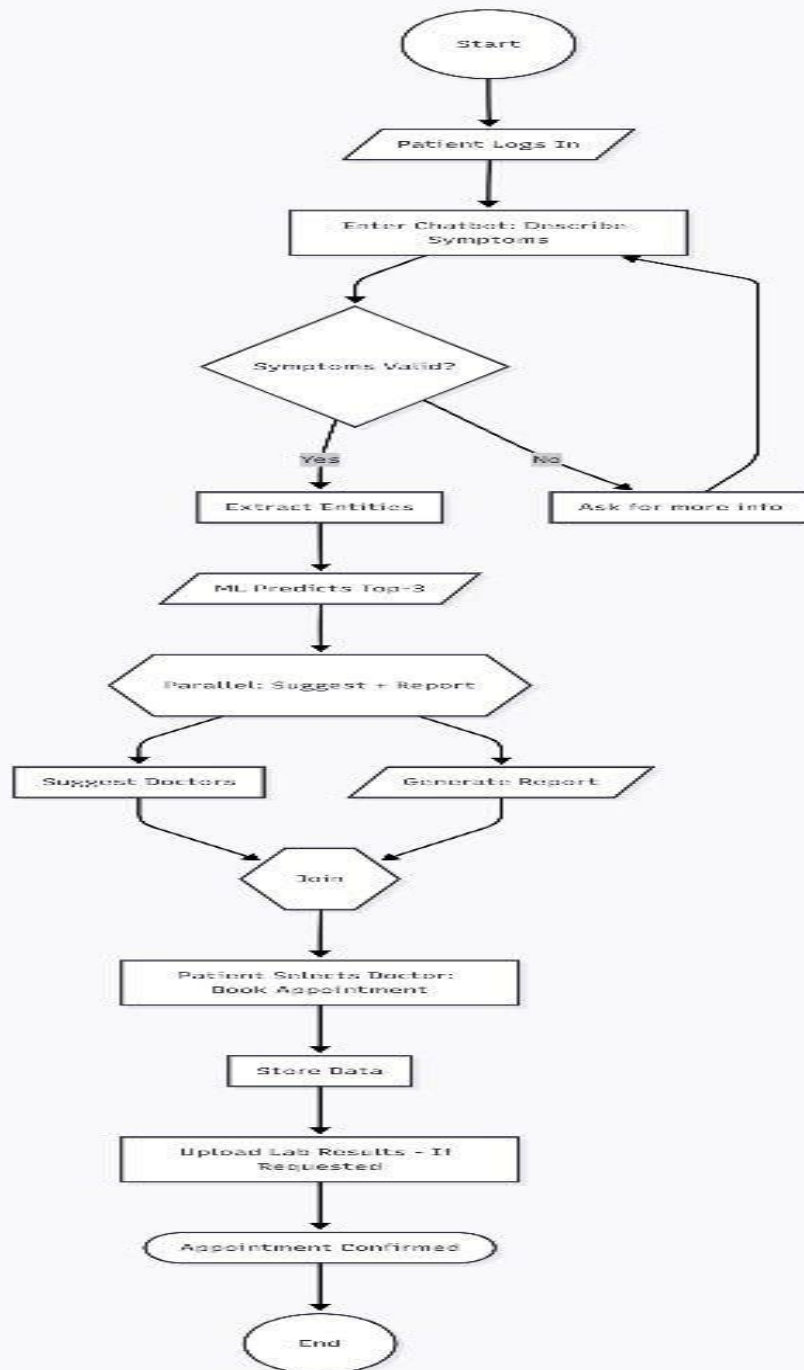 Start
Patient Logs In
Enter Chatbot: Describe
Symptoms
Symptoms Valid?
Yes
No
Extract Entities
Ask for more info
ML Predicts Top-3
Parallel: Suggest + Report
Suggest Doctors
Generate Report
Join
Patient Selects Doctor:
Book Appointment
Store Data
Upload Lab Results - If
Requested
Appointment Confirmed
End